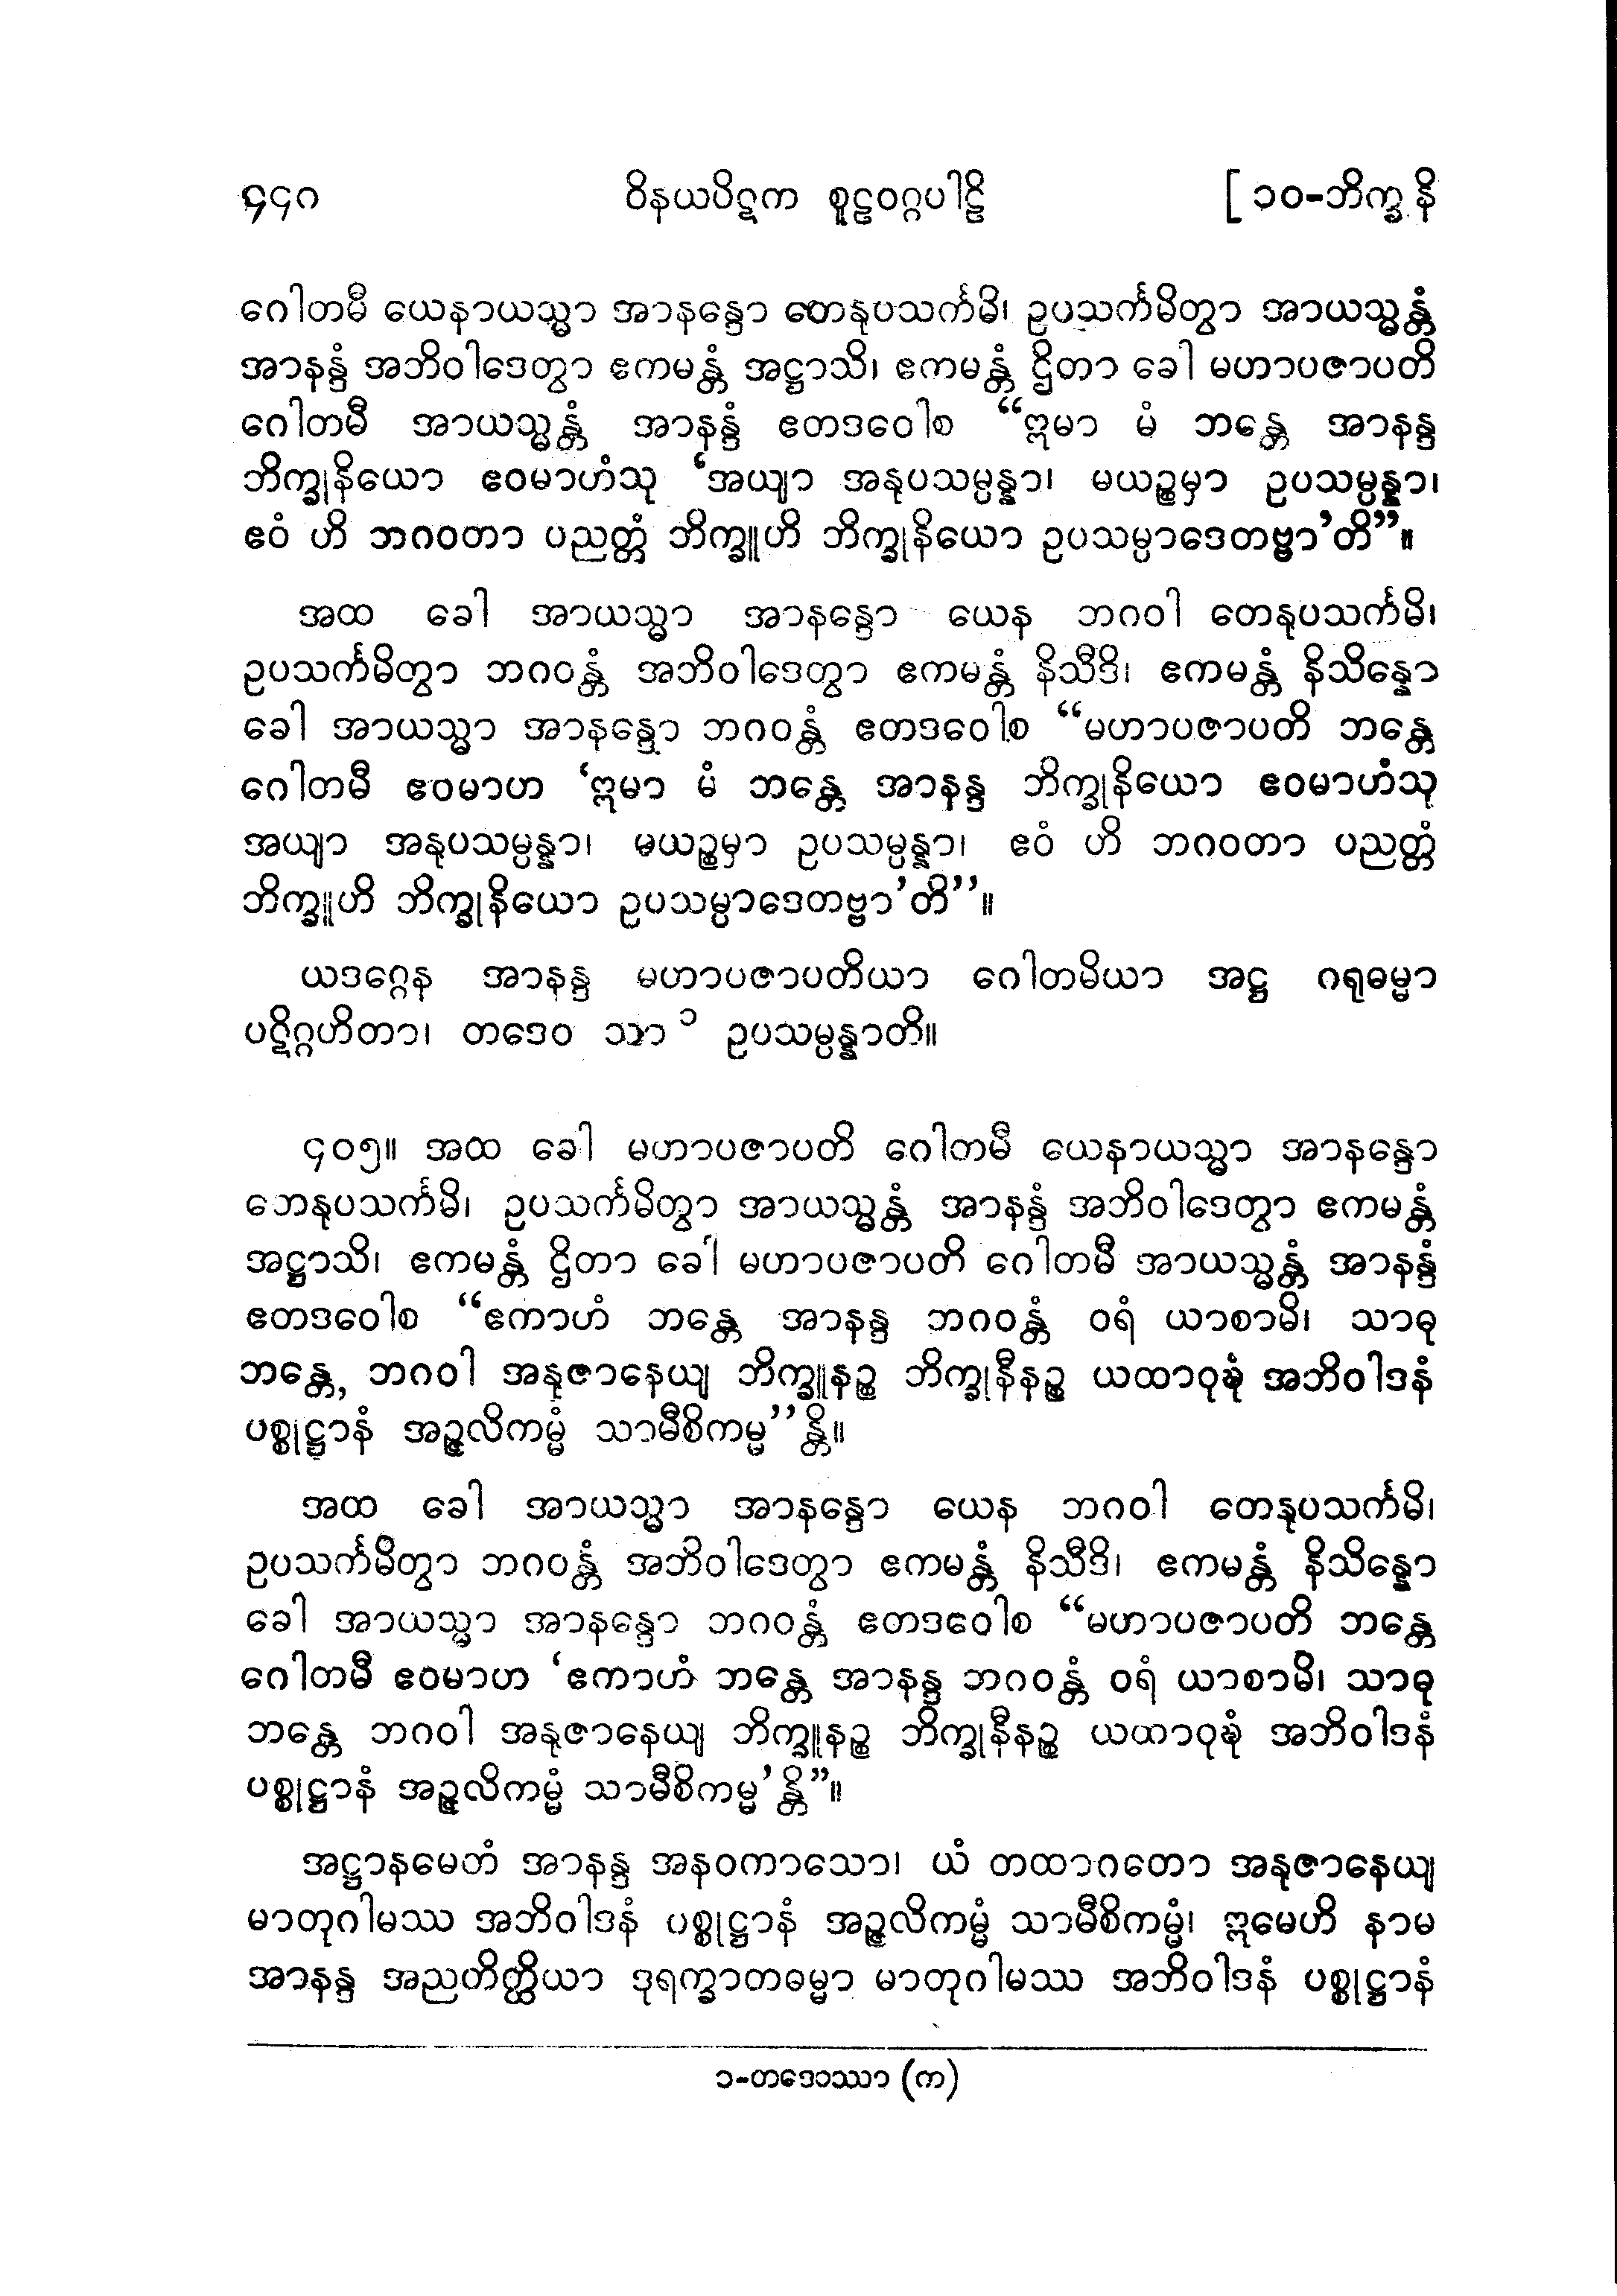 ၄၄၈ ဝိနယပိဋက စူဠဝဂ္ဂပါဠိ [ ၁၀-ဘိက္ခုနိ
ဂေါတမီ ယေနာယသ္မာ အာနန္ဒော တေနုပသင်္ကမိ၊ ဥပသင်္ကမိတွာ အာယသ္မန္တံ
အာနန္ဒံ အဘိဝါဒေတွာ ဧကမန္တံ အဋ္ဌာသိ၊ ဧကမန္တံ ဌိတာ ခေါ မဟာပဇာပတိ
ဂေါတမီ အာယသ္မန္တံ အာနန္ဒံ ဧတဒဝေါစ “ဣမာ မံ ဘန္တေ အာနန္ဒ
ဘိက္ခုနိယော ဧဝမာဟံသု ‘အယျာ အနုပသမ္ပန္နာ၊ မယဉ္စမှာ ဥပသမ္ပန္နာ၊
ဧဝံ ဟိ ဘဂဝတာ ပညတ္တံ ဘိက္ခူဟိ ဘိက္ခုနိယော ဥပသမ္ပာဒေတဗ္ဗာ’တိ”။
အထ ခေါ အာယသ္မာ အာနန္ဒော ယေန ဘဂဝါ တေနုပသင်္ကမိ၊
ဥပသင်္ကမိတွာ ဘဂဝန္တံ အဘိဝါဒေတွာ ဧကမန္တံ နိသီဒိ၊ ဧကမန္တံ နိသိန္နော
ခေါ အာယသ္မာ အာနန္ဒော ဘဂဝန္တံ ဧတဒဝေါစ “မဟာပဇာပတိ ဘန္တေ
ဂေါတမီ ဧဝမာဟ ‘ဣမာ မံ ဘန္တေ အာနန္ဒ ဘိက္ခုနိယော ဧဝမာဟံသု
အယျာ အနုပသမ္ပန္နာ၊ မယဉ္စမှာ ဥပသမ္ပန္နာ၊ ဧဝံ ဟိ ဘဂဝတာ ပညတ္တံ
ဘိက္ခူဟိ ဘိက္ခုနိယော ဥပသမ္ပာဒေတဗ္ဗာ’တိ’’။
ယဒဂ္ဂေန အာနန္ဒ မဟာပဇာပတိယာ ဂေါတမိယာ အဋ္ဌ ဂရုဓမ္မာ
ပဋိဂ္ဂဟိတာ၊ တဒေဝ သာ ၁ ဥပသမ္ပန္နာတိ။
၄၀၅။ အထ ခေါ မဟာပဇာပတိ ဂေါတမီ ယေနာယသ္မာ အာနန္ဒော
တေနုပသင်္ကမိ၊ ဥပသင်္ကမိတွာ အာယသ္မန္တံ အာနန္ဒံ အဘိဝါဒေတွာ ဧကမန္တံ
အဋ္ဌာသိ၊ ဧကမန္တံ ဌိတာ ခေါ မဟာပဇာပတိ ဂေါတမီ အာယသ္မန္တံ အာနန္ဒံ
ဧတဒဝေါစ “ဧကာဟံ ဘန္တေ အာနန္ဒ ဘဂဝန္တံ ဝရံ ယာစာမိ၊ သာဓု
ဘန္တေ, ဘဂဝါ အနုဇာနေယျ ဘိက္ခူနဉ္စ ဘိက္ခုနီနဉ္စ ယထာဝုဍ္ဎံ အဘိဝါဒနံ
ပစ္စုဋ္ဌာနံ အဉ္ဇလိကမ္မံ သာမီစိကမ္မ’’န္တိ။
အထ ခေါ အာယသ္မာ အာနန္ဒော ယေန ဘဂဝါ တေနုပသင်္ကမိ၊
ဥပသင်္ကမိတွာ ဘဂဝန္တံ အဘိဝါဒေတွာ ဧကမန္တံ နိသီဒိ၊ ဧကမန္တံ နိသိန္နော
ခေါ အာယသ္မာ အာနန္ဒော ဘဂဝန္တံ ဧတဒဝေါစ “မဟာပဇာပတိ ဘန္တေ
ဂေါတမီ ဧဝမာဟ ‘ဧကာဟံ ဘန္တေ အာနန္ဒ ဘဂဝန္တံ ဝရံ ယာစာမိ၊ သာဓု
ဘန္တေ ဘဂဝါ အနုဇာနေယျ ဘိက္ခူနဉ္စ ဘိက္ခုနီနဉ္စ ယထာဝုဍ္ဎံ အဘိဝါဒနံ
ပစ္စုဋ္ဌာနံ အဉ္ဇလိကမ္မံ သာမီစိကမ္မ’န္တိ”။
အဋ္ဌာနမေတံ အာနန္ဒ အနဝကာသော၊ ယံ တထာဂတော အနုဇာနေယျ
မာတုဂါမဿ အဘိဝါဒနံ ပစ္စုဋ္ဌာနံ အဉ္ဇလိကမ္မံ သာမီစိကမ္မံ၊ ဣမေဟိ နာမ
အာနန္ဒ အညတိတ္ထိယာ ဒုရက္ခာတဓမ္မာ မာတုဂါမဿ အဘိဝါဒနံ ပစ္စုဋ္ဌာနံ
၁-တဒေါဿာ (က)